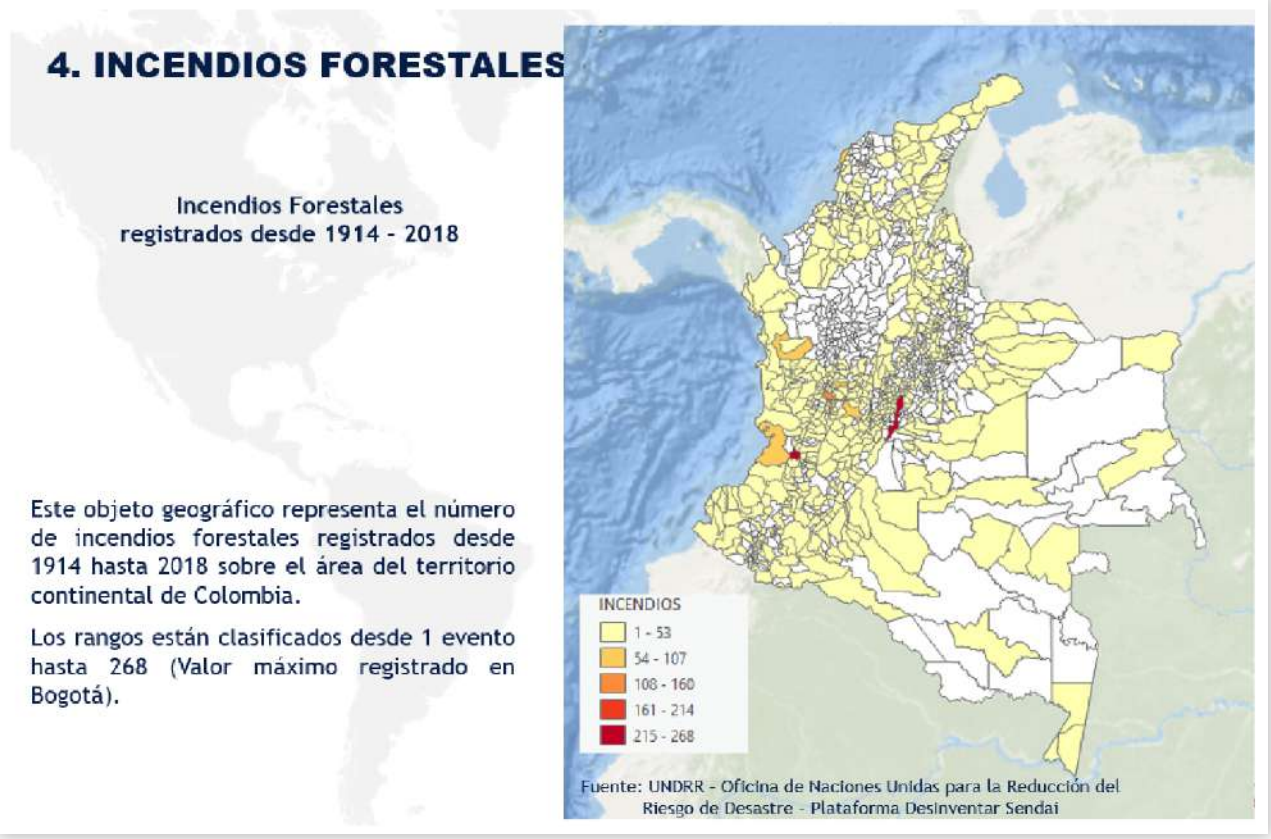 4. INCENDIOS FORESTALES
Incendios Forestales
registrados desde 1914 - 2018
Este objeto geográfico representa el número
de incendios forestales registrados desde
1914 hasta 2018 sobre el área del territorio
continental de Colombia.
Los rangos están clasificados desde 1 evento
hasta 268 (Valor máximo registrado en
Bogotá).
INCENDIOS
1 - 53
54 - 107
108 - 160
161 - 214
215 - 268
Fuente: UNDRR - Oficina de Naciones Unidas para la Reducción del
Riesgo de Desastre - Plataforma Desinventar Sendai